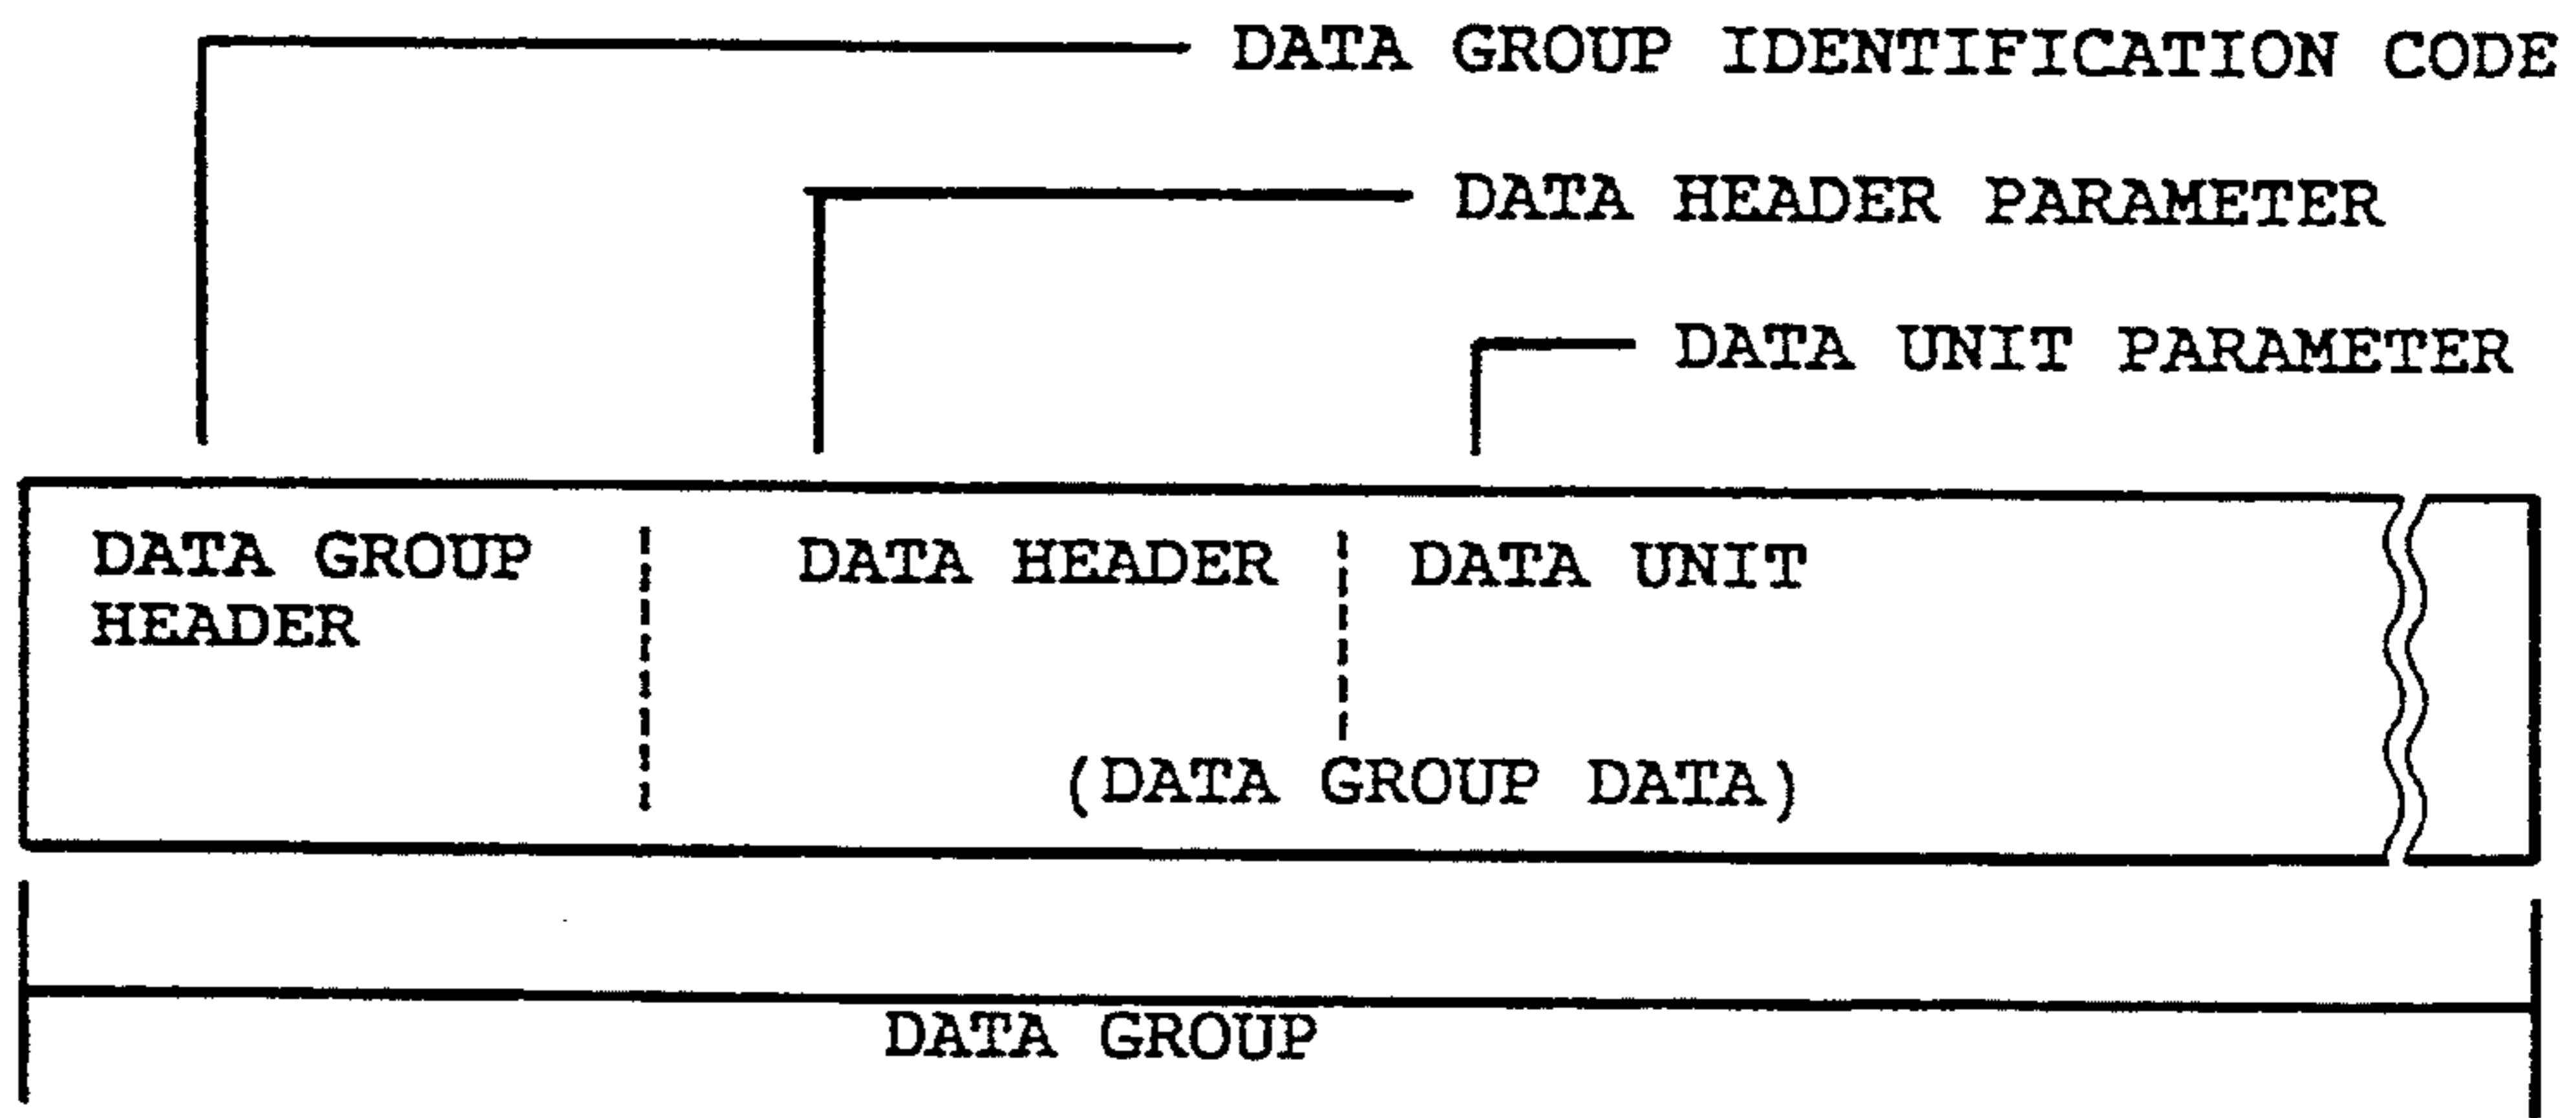 DATA GROUP IDENTIFICATION CODE
DATA HEADER PARAMETER
DATA UNIT PARAMETER
DATA GROUP
HEADER
DATA HEADER
DATA UNIT
(DATA GROUP DATA)
DATA GROUP